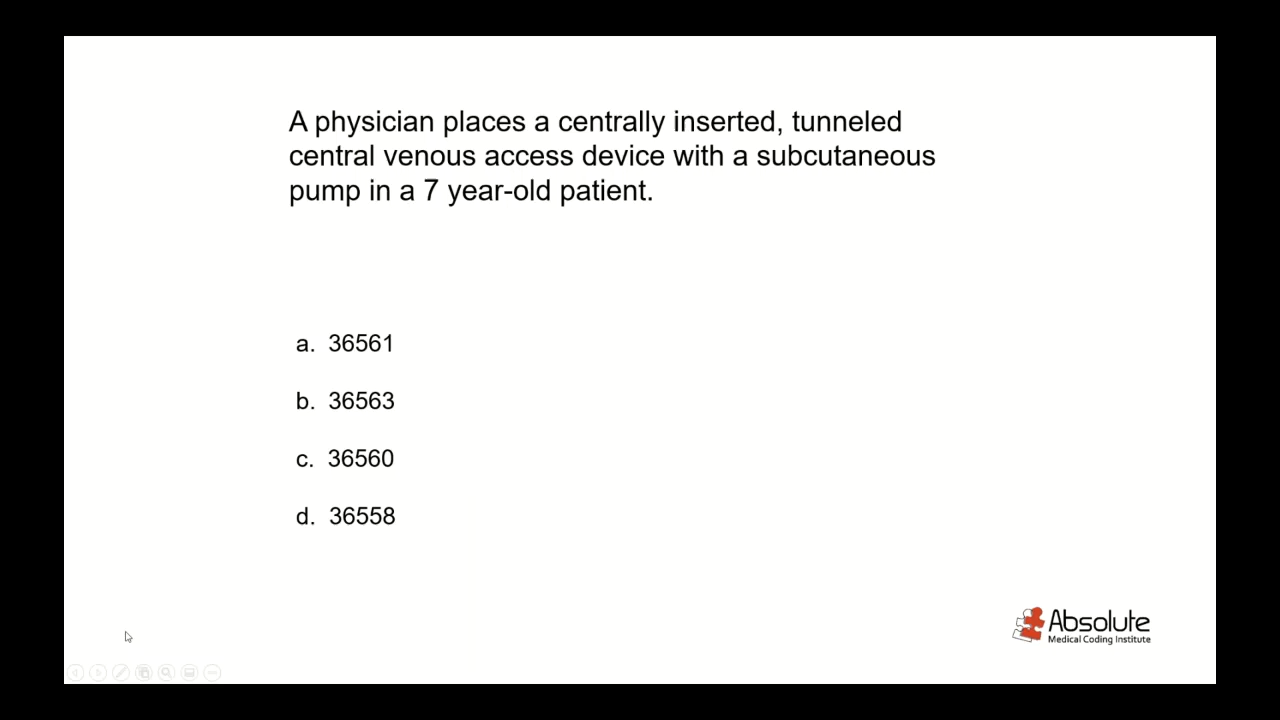 A physician places a centrally inserted, tunneled
central venous access device with a subcutaneous
pump in a 7 year-old patient.
a. 36561
b. 36563
c. 36560
d. 36558
Absolute
Medical Coding Institute